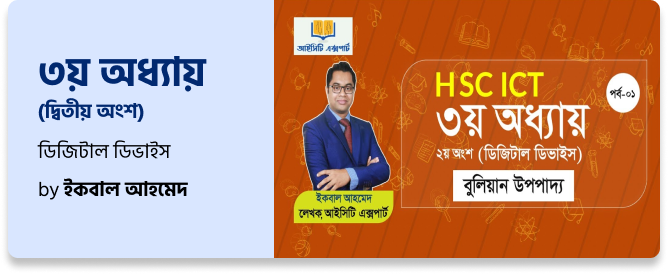 ৩য় অধ্যায়
(দ্বিতীয় অংশ)
ডিজিটাল ডিভাইস
by ইকবাল আহমেদ
আইসিটি এক্সপার্ট
HSC ICT
৩য় অধ্যায়
২য় অংশ (ডিজিটাল ডিভাইস)
বুলিয়ান উপপাদ্য
পর্ব-০১
ইকবাল আহমেদ
লেখক, আইসিটি এক্সপার্ট